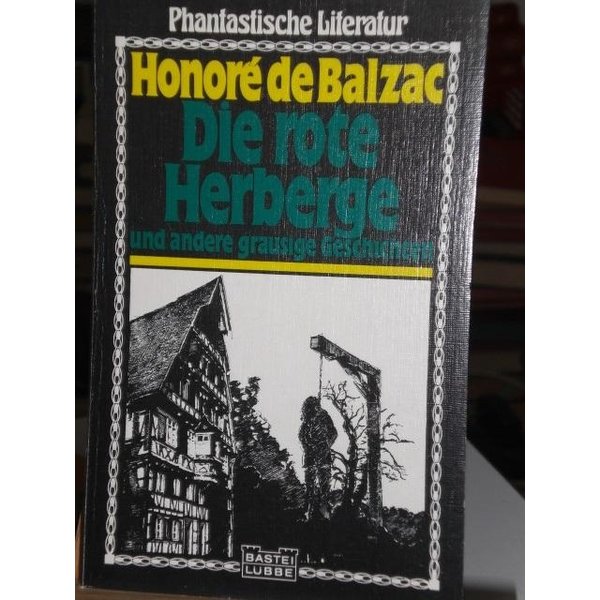 Phantastische Literatur
Honoré de Balzac
Die rote
Herberge
und andere grausige Geschichten
BASTEI
LÜBBE